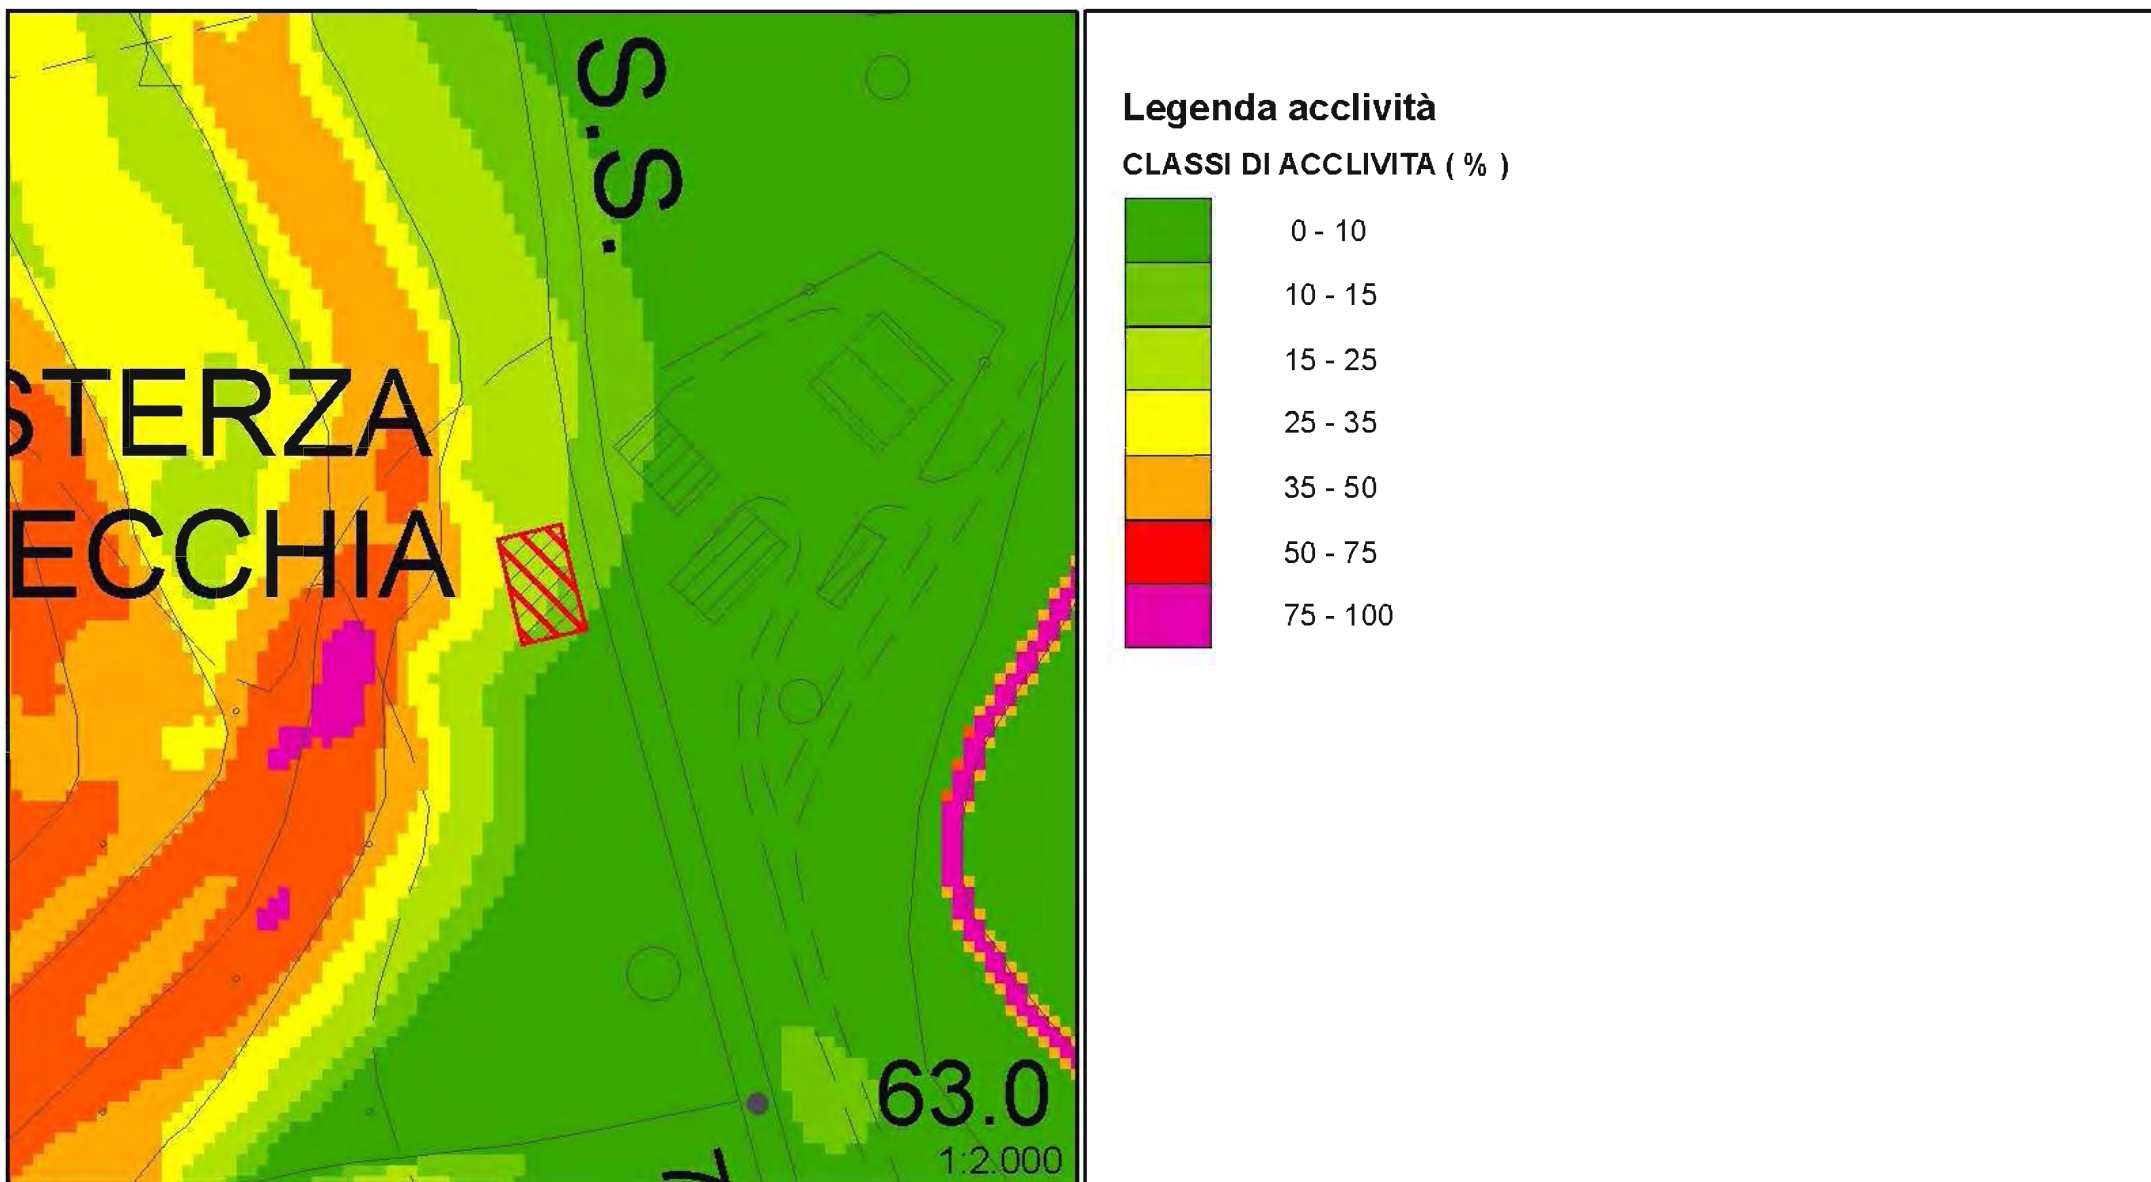 S.S.
STERZA
ECCHIA
63.0
1:2.000
7
Legenda acclività
CLASSI DI ACCLIVITA ( % )
0 - 10
10 - 15
15 - 25
25 - 35
35 - 50
50 - 75
75 - 100